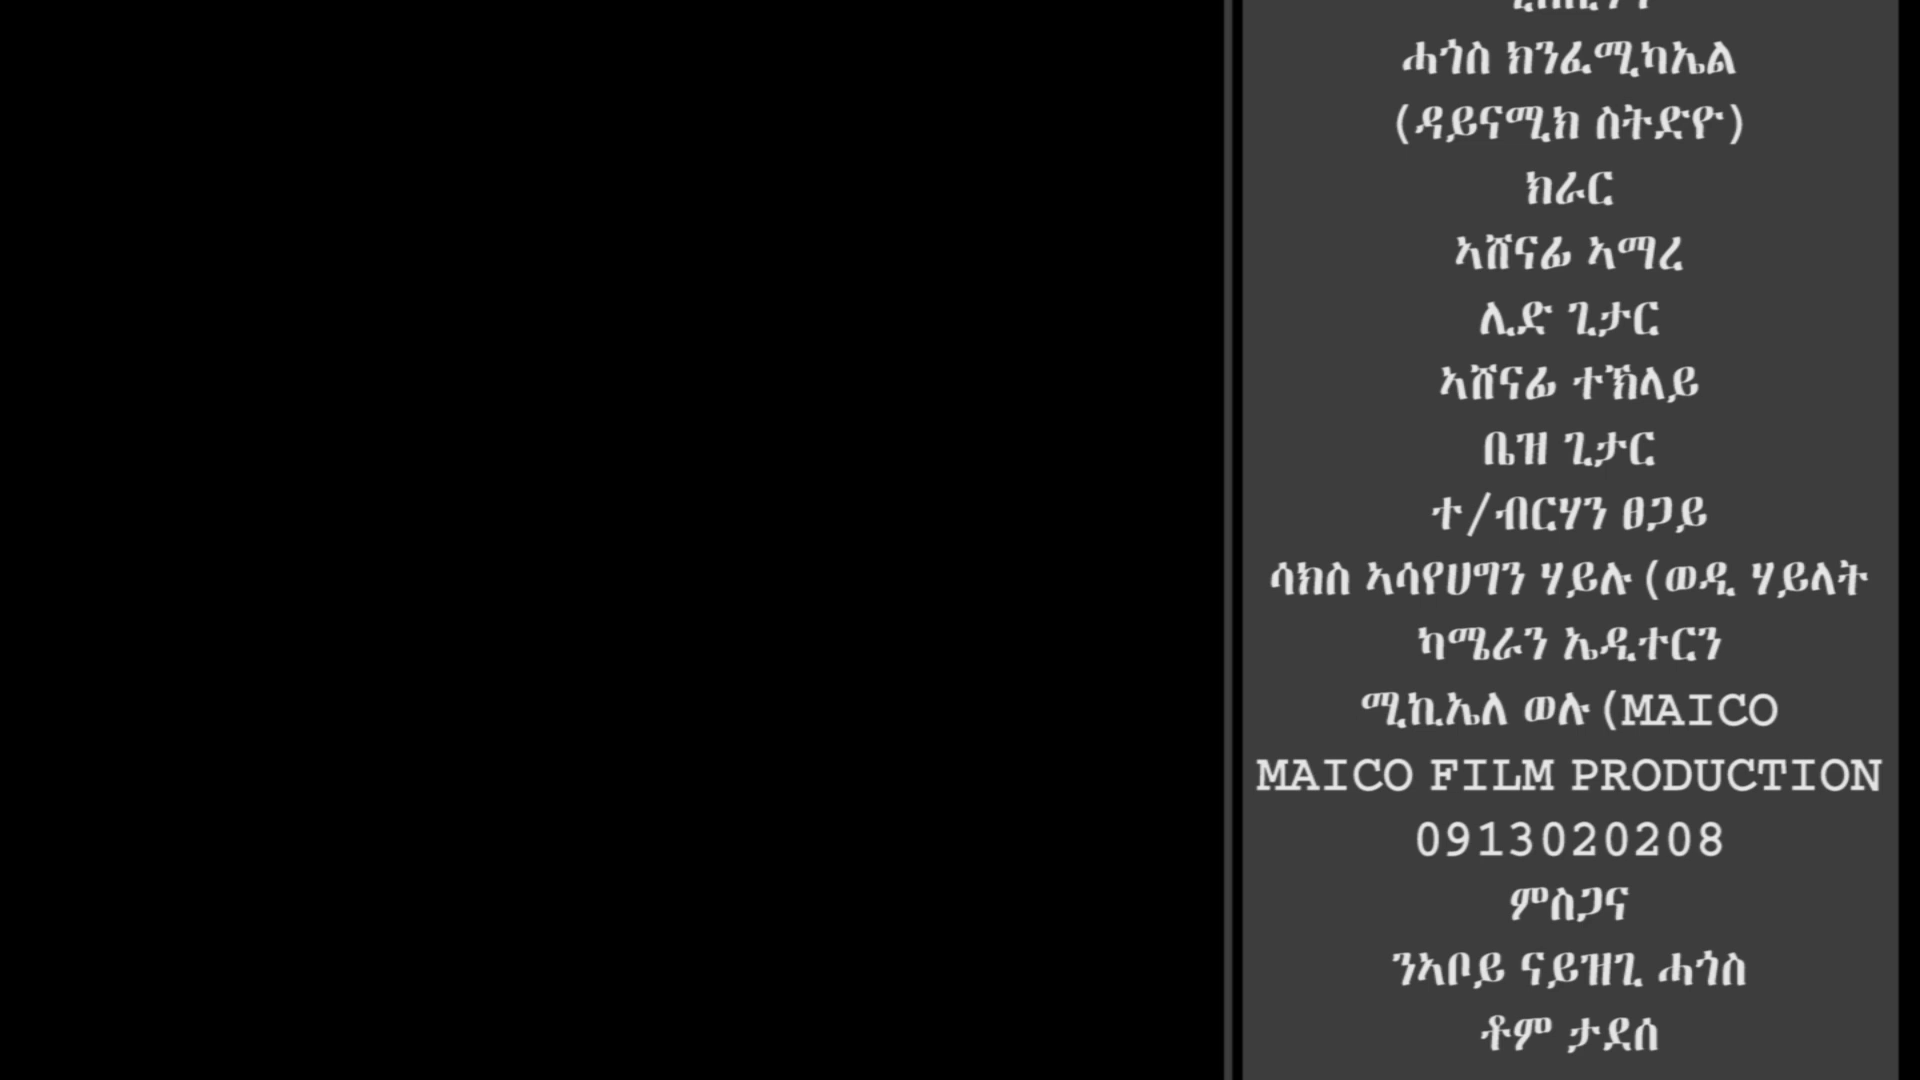 ሓጎስ ክንፈሚካኤል
(ዳይናሚክ ስትድዮ)
ክራር
ኣሸናፊ ኣማረ
ሊድ ጊታር
ኣሸናፊ ተኽላይ
ቤዝ ጊታር
ተ/ብርሃን ፀጋይ
ሳክስ ኣሳየሀግን ሃይሉ (ወዲ ሃይላት
ካሜራን ኤዲተርን
ሚኪኤለ ወሉ (MAICO
MAICO FILM PRODUCTION
0913020208
ምስጋና
ንኣቦይ ናይዝጊ ሓጎስ
ቶም ታደሰ